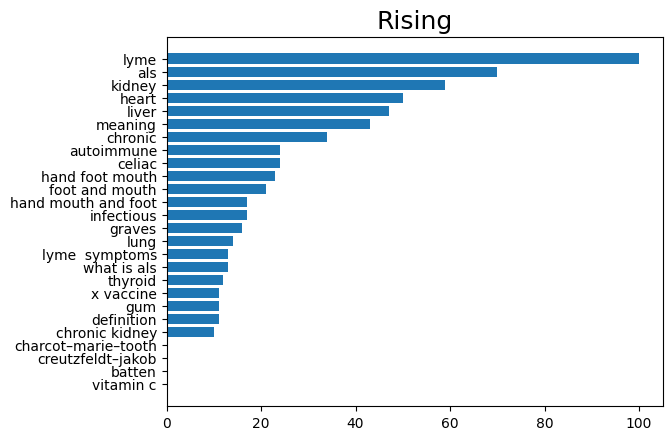 Rising
lyme
als
kidney
heart
liver
meaning
chronic
autoimmune
celiac
hand foot mouth
foot and mouth
hand mouth and foot
infectious
graves
lung
lyme  symptoms
what is als
thyroid
x vaccine
gum
definition
chronic kidney
charcot–marie–tooth
creutzfeldt–jakob
batten
vitamin c
0 20 40 60 80 100